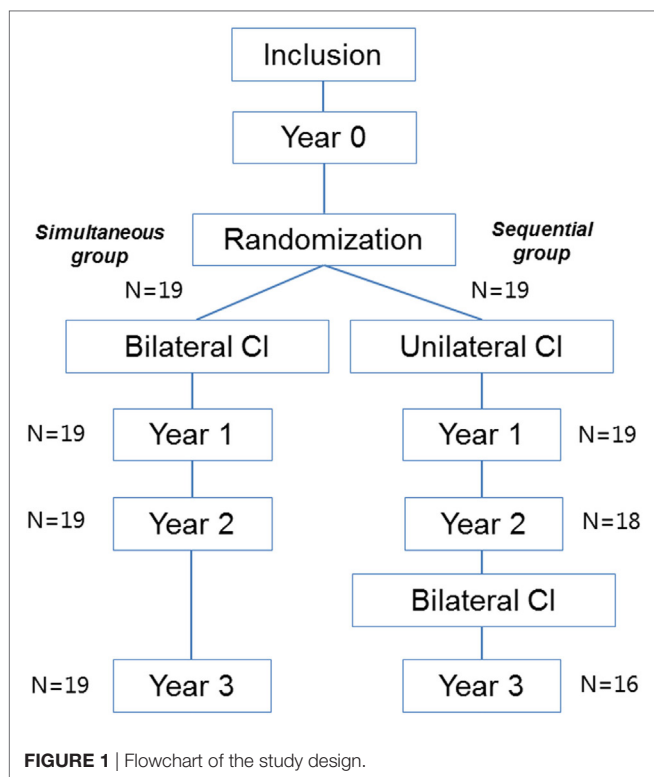 Inclusion
Year 0
Simultaneous
group
Randomization
Sequential
group
N=19
N=19
Bilateral CI
Unilateral CI
N=19
Year 1
Year 1
N=19
N=19
Year 2
Year 2
N=18
Bilateral CI
N=19
Year 3
Year 3
N=16
FIGURE 1 | Flowchart of the study design.